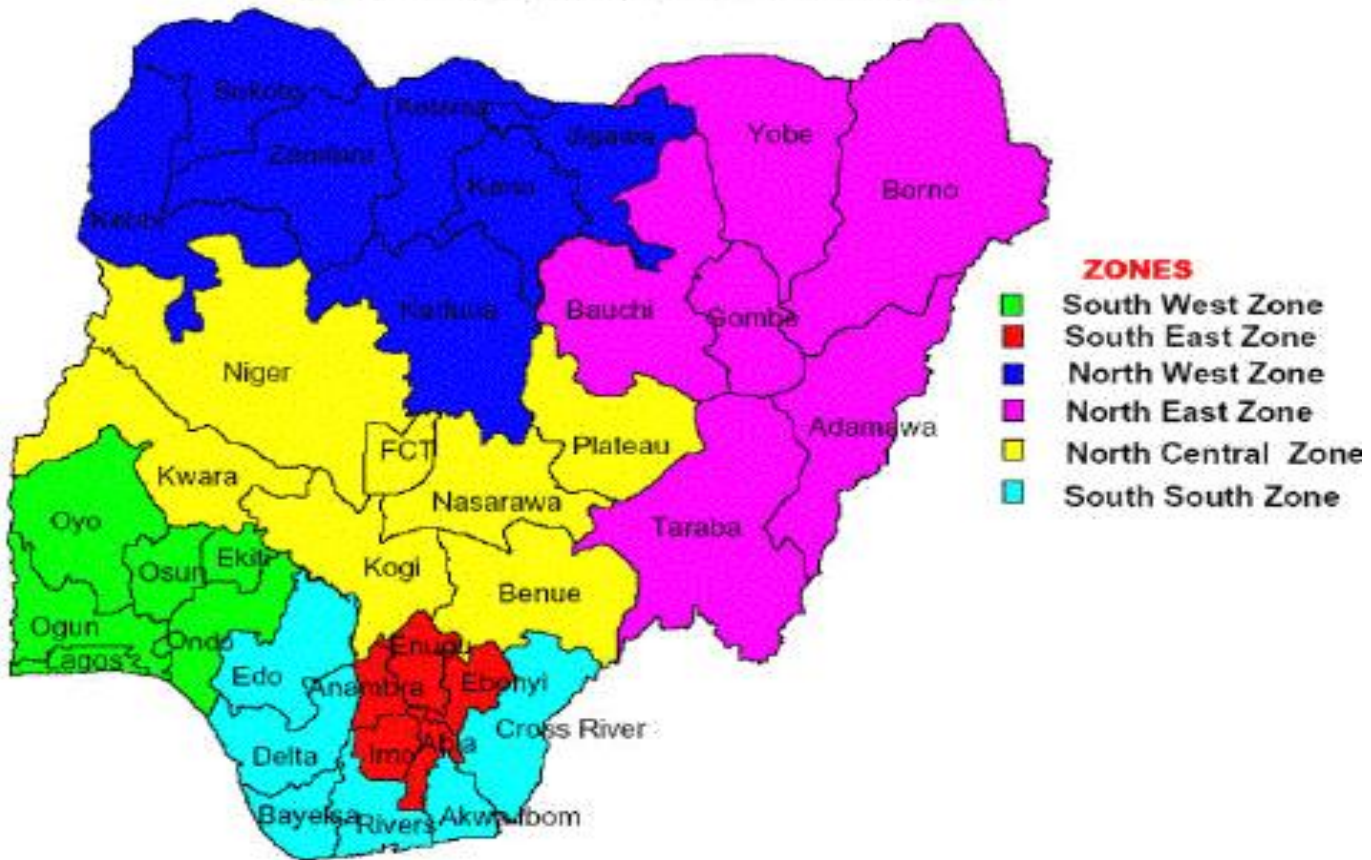 Sokoto
Katsina
Jigawa
Yobe
Zamfara
Kano
Borno
Kebbi
ZONES
South West Zone
South East Zone
North West Zone
North East Zone
North Central Zone
South South Zone
Kaduna
Bauchi
Gombe
Niger
Adamawa
FCT
Plateau
Kwara
Nasarawa
Oyo
Taraba
Osun
Ekiti
Kogi
Benue
Ogun
Ondo
Lagos
Enugu
Edo
Anambra
Ebonyi
Cross River
Delta
Imo
Abia
Bayelsa
Rivers
Akwa Ibom